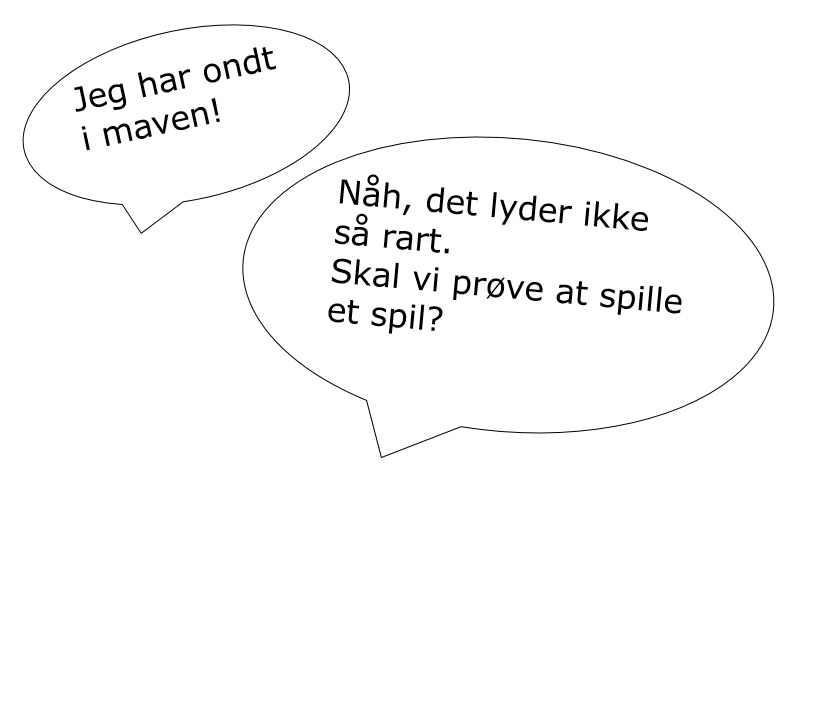 Jeg har ondt
i maven!
Nåh, det lyder ikke
så rart.
Skal vi prøve at spille
et spil?